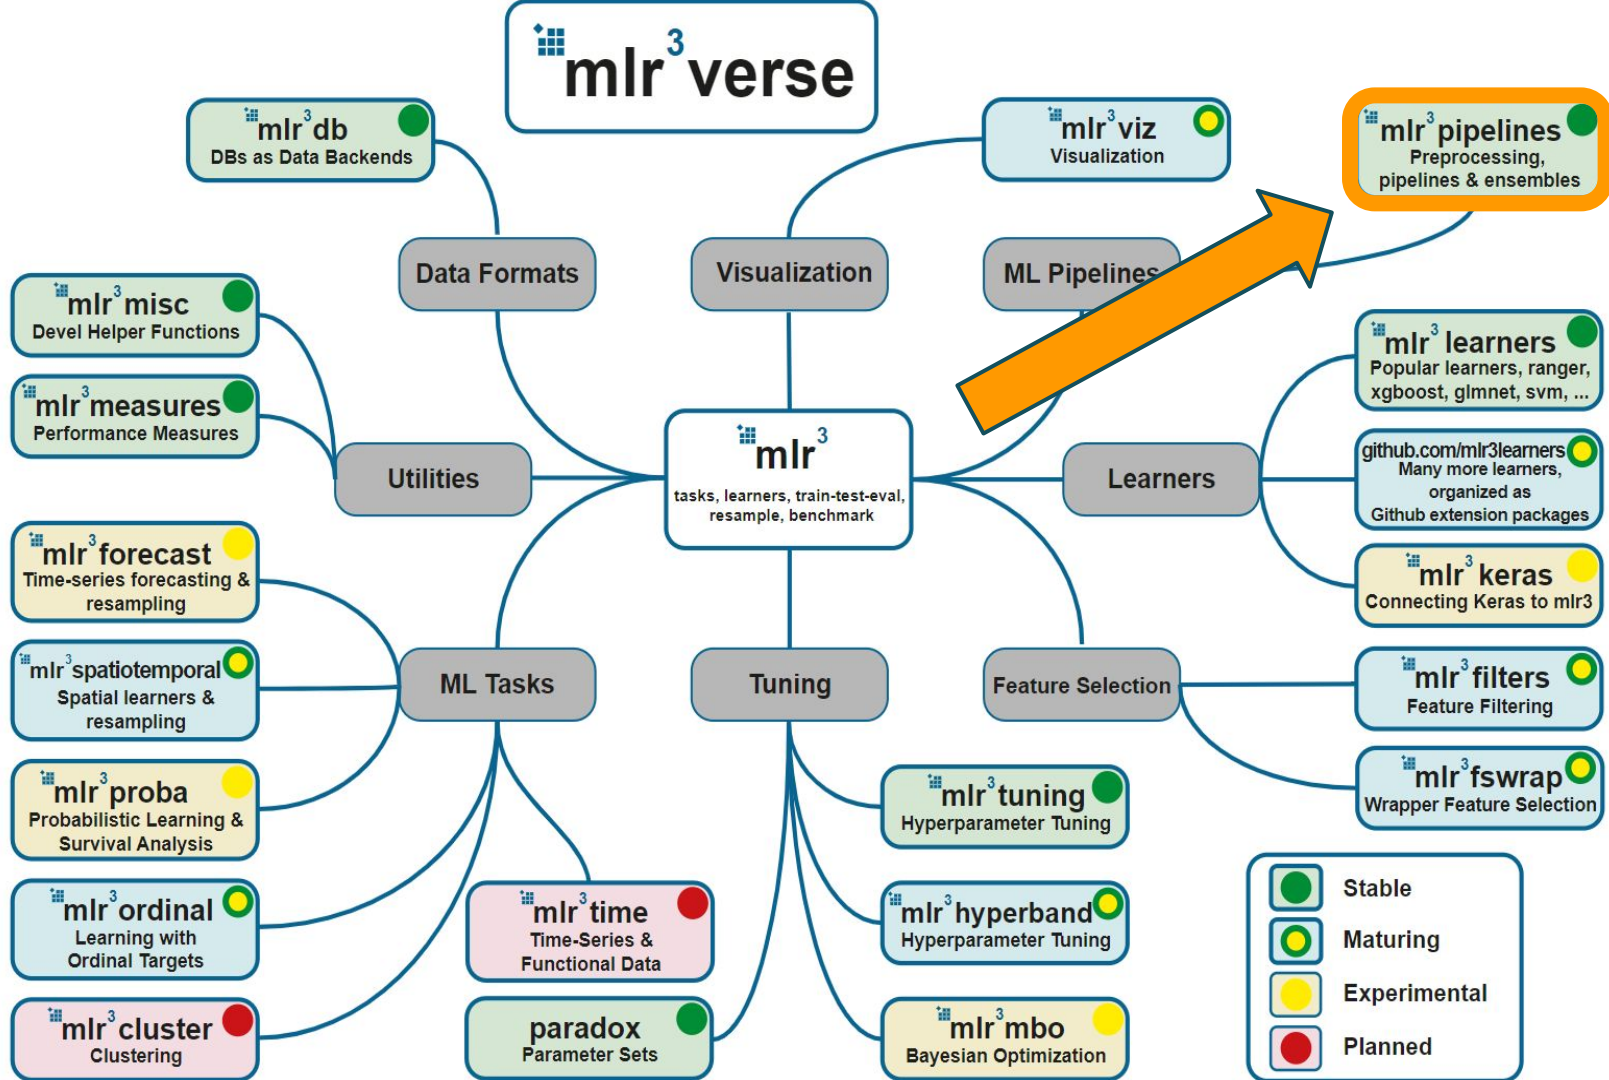 mlr3verse
mlr3db
DBs as Data Backends
mlr3viz
Visualization
mlr3pipelines
Preprocessing,
pipelines & ensembles
Data Formats
Visualization
ML Pipelines
mlr3misc
Devel Helper Functions
mlr3measures
Performance Measures
Utilities
mlr3
tasks, learners, train-test-eval,
resample, benchmark
Learners
mlr3learners
Popular learners, ranger,
xgboost, glmnet, svm, ...
github.com/mlr3learners
Many more learners,
organized as
Github extension packages
mlr3keras
Connecting Keras to mlr3
mlr3forecast
Time-series forecasting &
resampling
mlr3spatiotemporal
Spatial learners &
resampling
mlr3proba
Probabilistic Learning &
Survival Analysis
mlr3ordinal
Learning with
Ordinal Targets
mlr3cluster
Clustering
ML Tasks
Tuning
Feature Selection
mlr3filters
Feature Filtering
mlr3fswrap
Wrapper Feature Selection
mlr3time
Time-Series &
Functional Data
paradox
Parameter Sets
mlr3tuning
Hyperparameter Tuning
mlr3hyperband
Hyperparameter Tuning
mlr3mbo
Bayesian Optimization
Stable
Maturing
Experimental
Planned